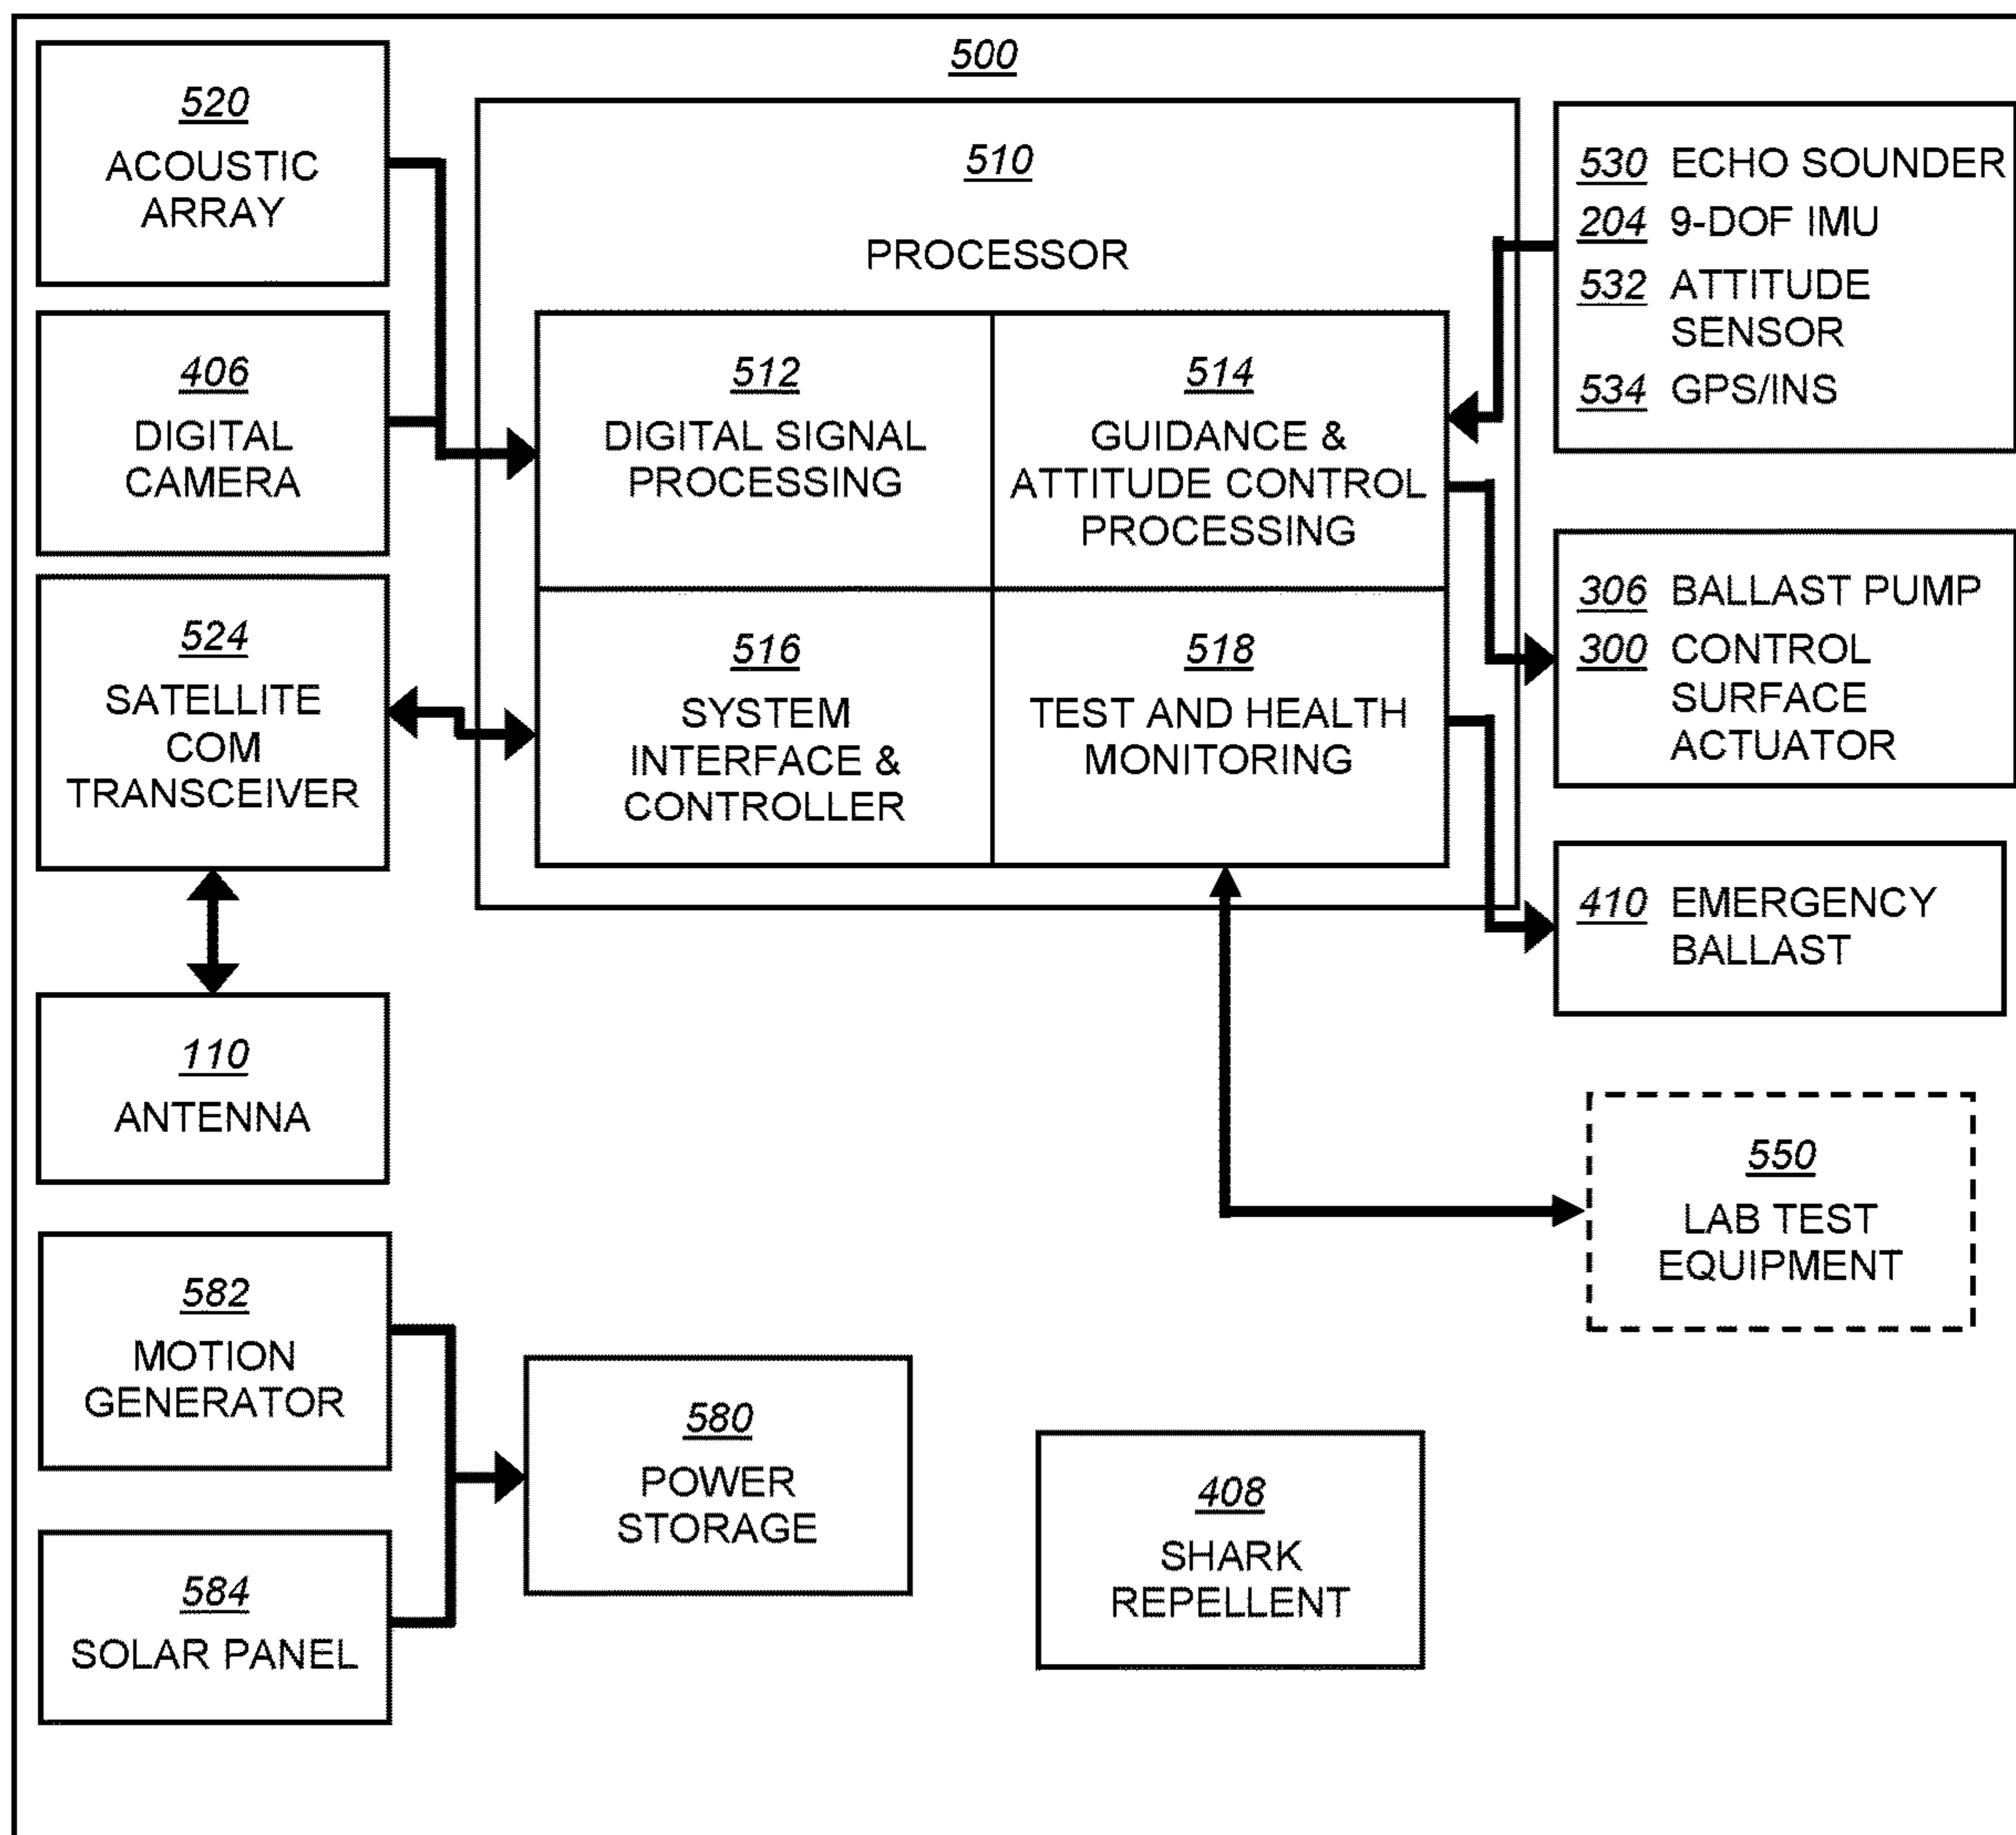 500
520
ACOUSTIC
ARRAY
406
DIGITAL
CAMERA
524
SATELLITE
COM
TRANSCEIVER
110
ANTENNA
582
MOTION
GENERATOR
584
SOLAR PANEL
510
PROCESSOR
512
DIGITAL SIGNAL
PROCESSING
514
GUIDANCE &
ATTITUDE CONTROL
PROCESSING
516
SYSTEM
INTERFACE &
CONTROLLER
518
TEST AND HEALTH
MONITORING
530 ECHO SOUNDER
204 9-DOF IMU
532 ATTITUDE
SENSOR
534 GPS/INS
306 BALLAST PUMP
300 CONTROL
SURFACE
ACTUATOR
410 EMERGENCY
BALLAST
550
LAB TEST
EQUIPMENT
580
POWER
STORAGE
408
SHARK
REPELLENT